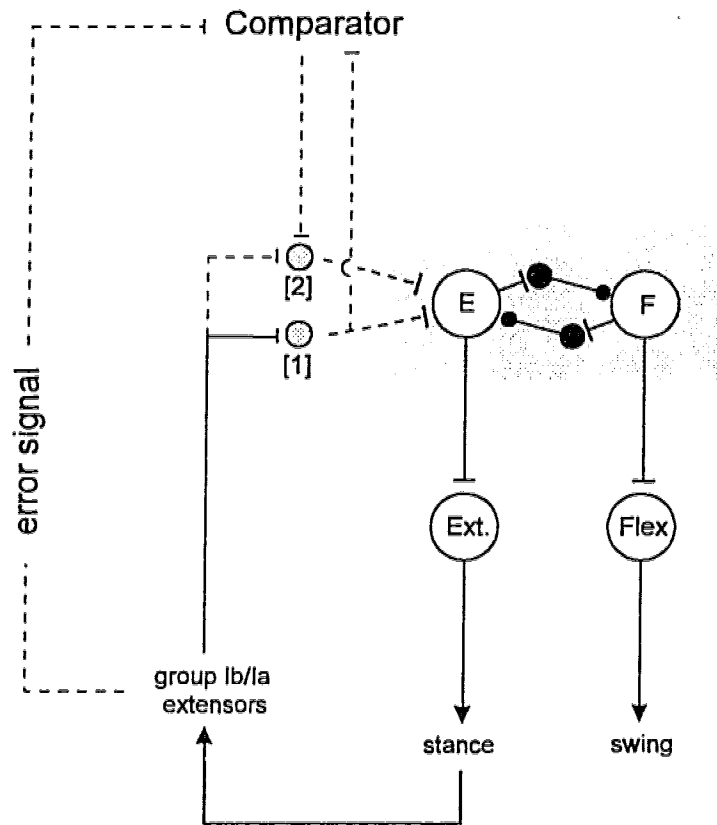 Comparator
[2]
[1]
E
F
error signal
Ext.
Flex
group Ib/Ia
extensors
stance
swing